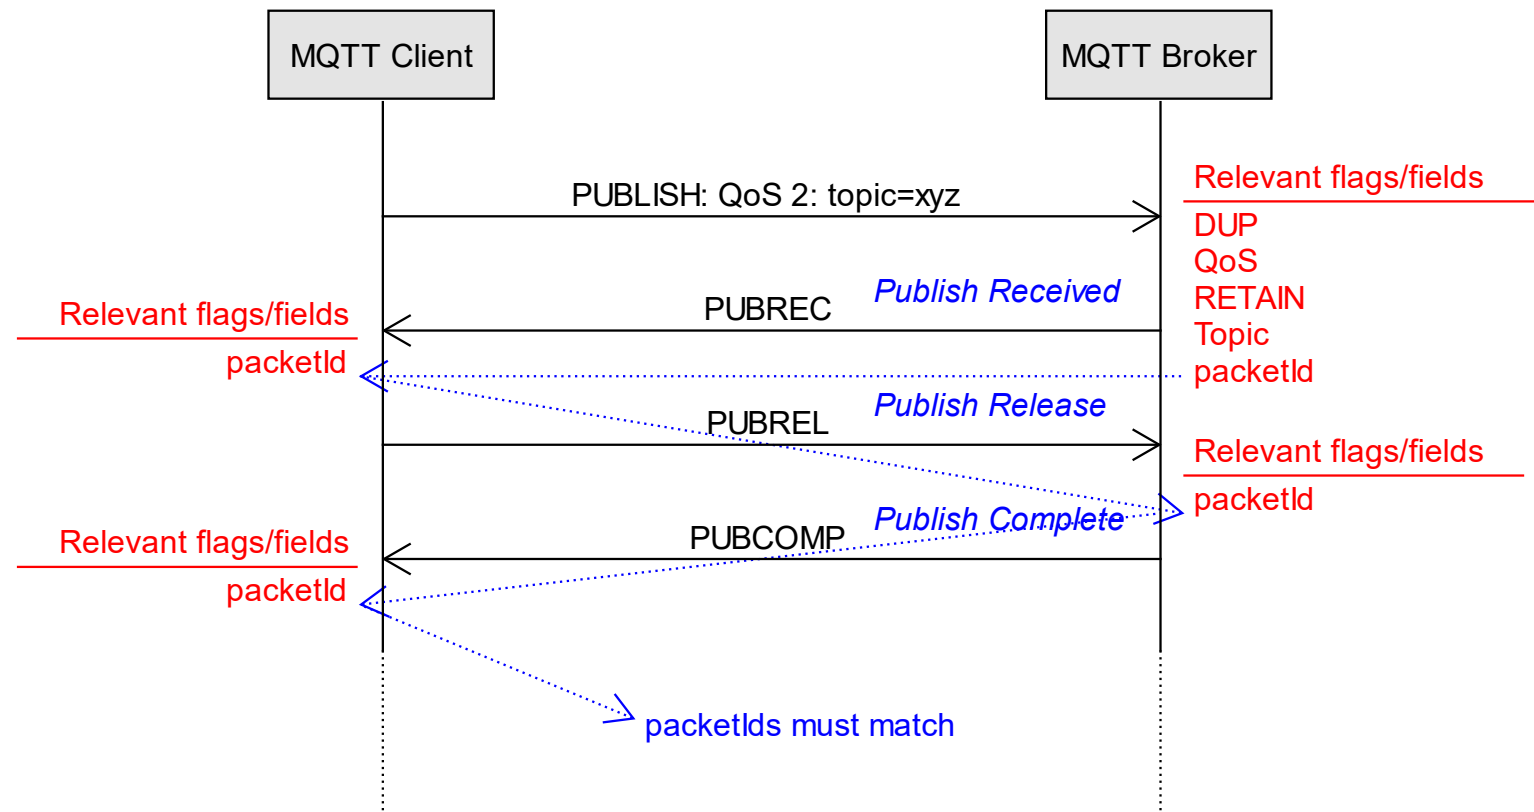 MQTT Client
MQTT Broker
Relevant flags/fields
PUBLISH: QoS 2: topic=xyz
DUP
QoS
RETAIN
Topic
packetId
Publish Received
PUBREC
Relevant flags/fields
packetId
Publish Release
PUBREL
Relevant flags/fields
packetId
Publish Complete
PUBCOMP
Relevant flags/fields
packetId
packetIds must match